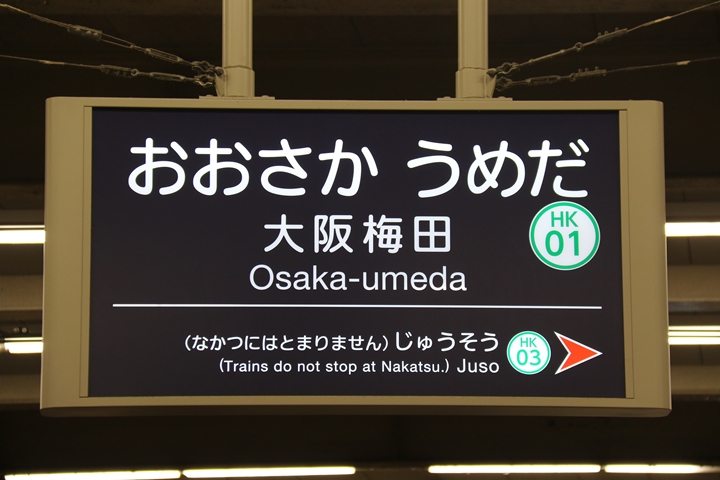 おおさか うめだ
大阪梅田
HK
01
Osaka-umeda
(なかつにはとまりません)じゅうそう
(Trains do not stop at Nakatsu.) Juso
HK
03